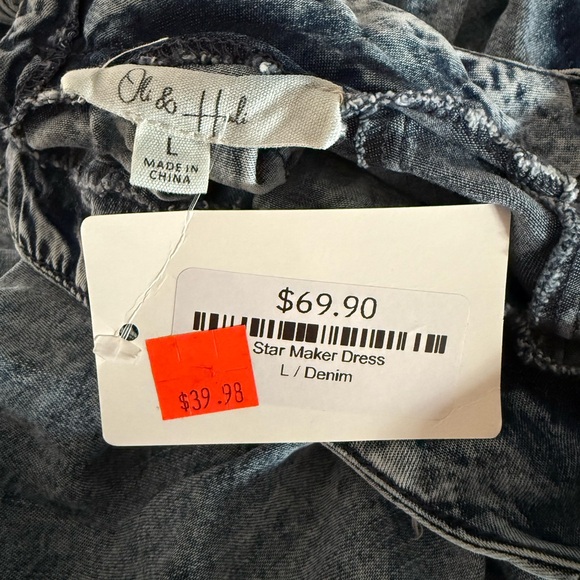 Oli & Hali
L
MADE IN
CHINA
$69.90
Star Maker Dress
L / Denim
$39.98